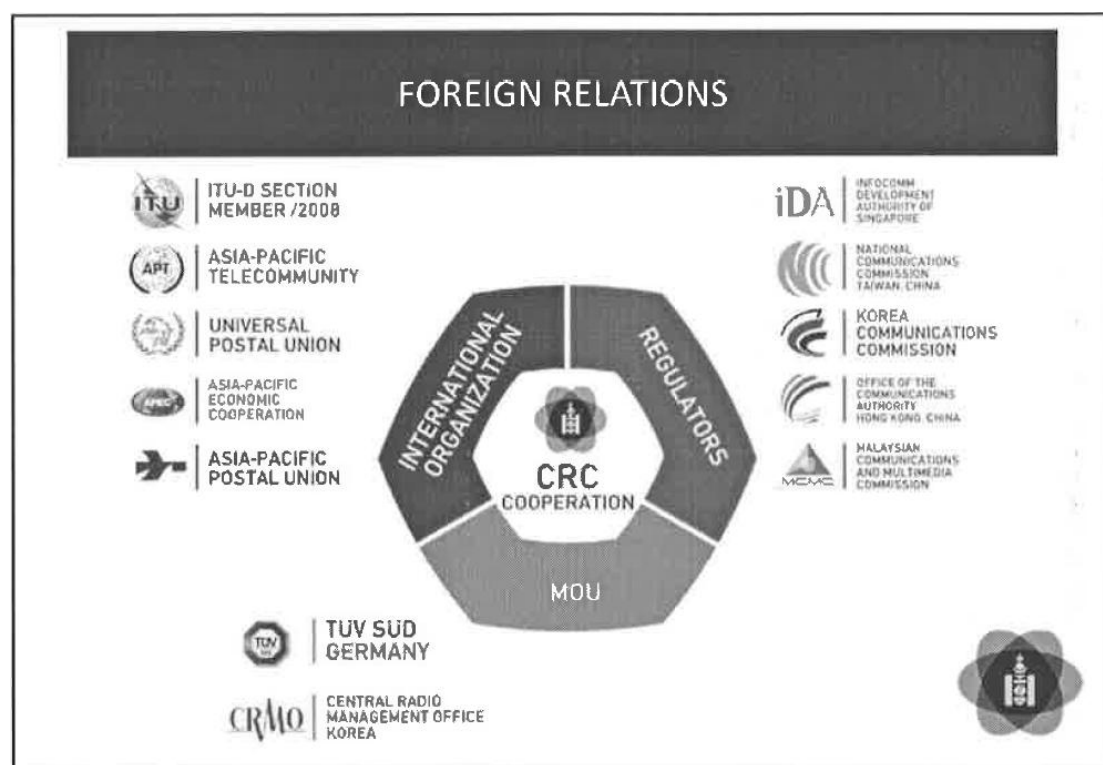 FOREIGN RELATIONS
ITU
ITU-D SECTION
MEMBER /2008
APT
ASIA-PACIFIC
TELECOMMUNITY
UNIVERSAL
POSTAL UNION
APEC
ASIA-PACIFIC
ECONOMIC
COOPERATION
ASIA-PACIFIC
POSTAL UNION
INTERNATIONAL
ORGANIZATION
REGULATORS
CRC
COOPERATION
MOU
iDA
INFOCOMM
DEVELOPMENT
AUTHORITY OF
SINGAPORE
NATIONAL
COMMUNICATIONS
COMMISSION
TAIWAN, CHINA
KOREA
COMMUNICATIONS
COMMISSION
OFFICE OF THE
COMMUNICATIONS
AUTHORITY
HONG KONG, CHINA
MCMC
MALAYSIAN
COMMUNICATIONS
AND MULTIMEDIA
COMMISSION
TUV
TUV SUD
GERMANY
CRMO
CENTRAL RADIO
MANAGEMENT OFFICE
KOREA